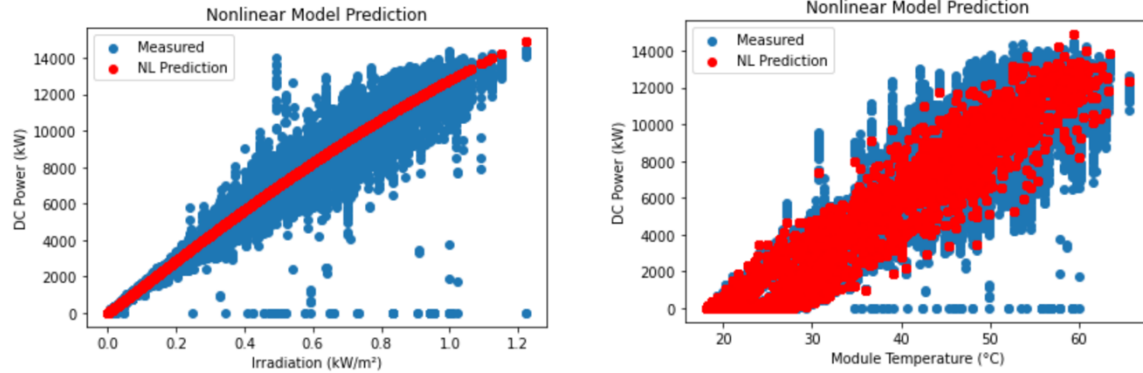 Nonlinear Model Prediction
Measured
NL Prediction
DC Power (kW)
14000
12000
10000
8000
6000
4000
2000
0
0.0 0.2 0.4 0.6 0.8 1.0 1.2
Irradiation (kW/m²)
Nonlinear Model Prediction
Measured
NL Prediction
DC Power (kW)
14000
12000
10000
8000
6000
4000
2000
0
20 30 40 50 60
Module Temperature (°C)